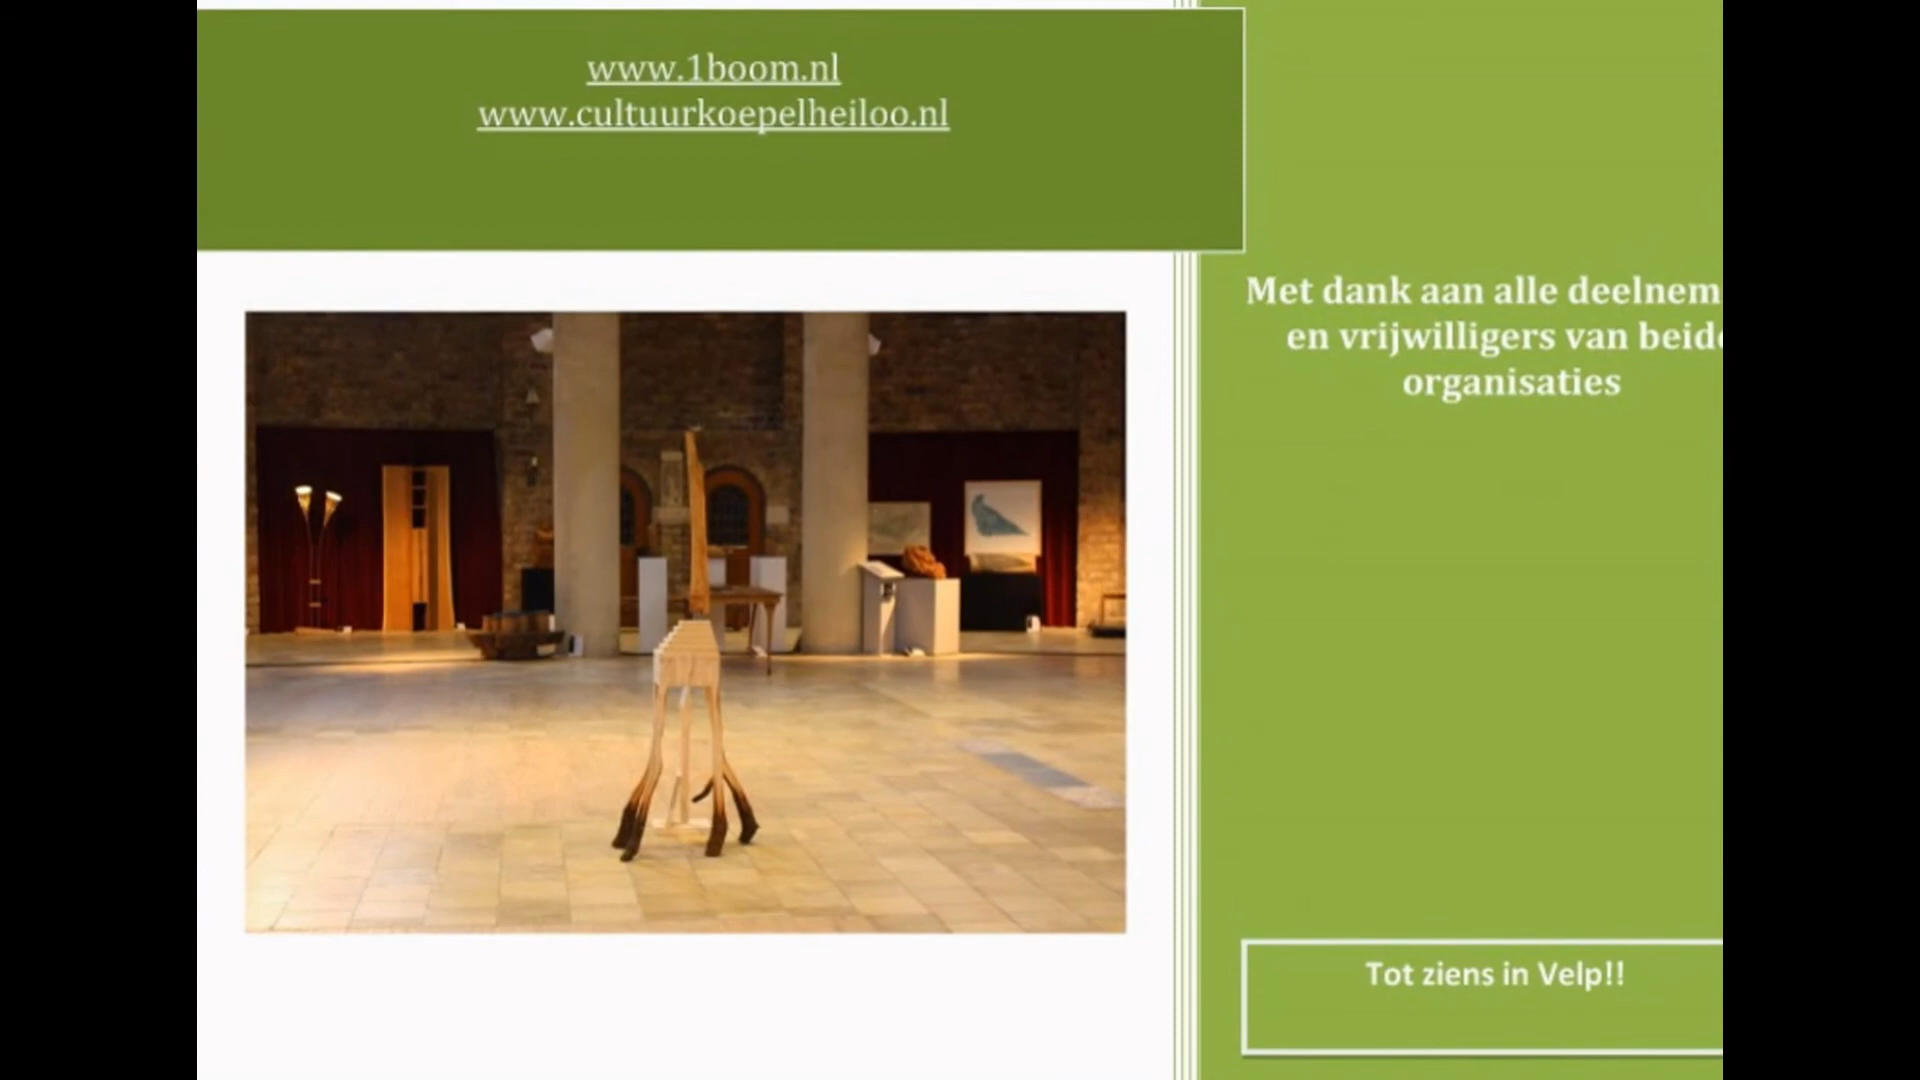 www.1boom.nl
www.cultuurkoepelheiloo.nl
Met dank aan alle deelnem
en vrijwilligers van beide
organisaties
Tot ziens in Velp!!